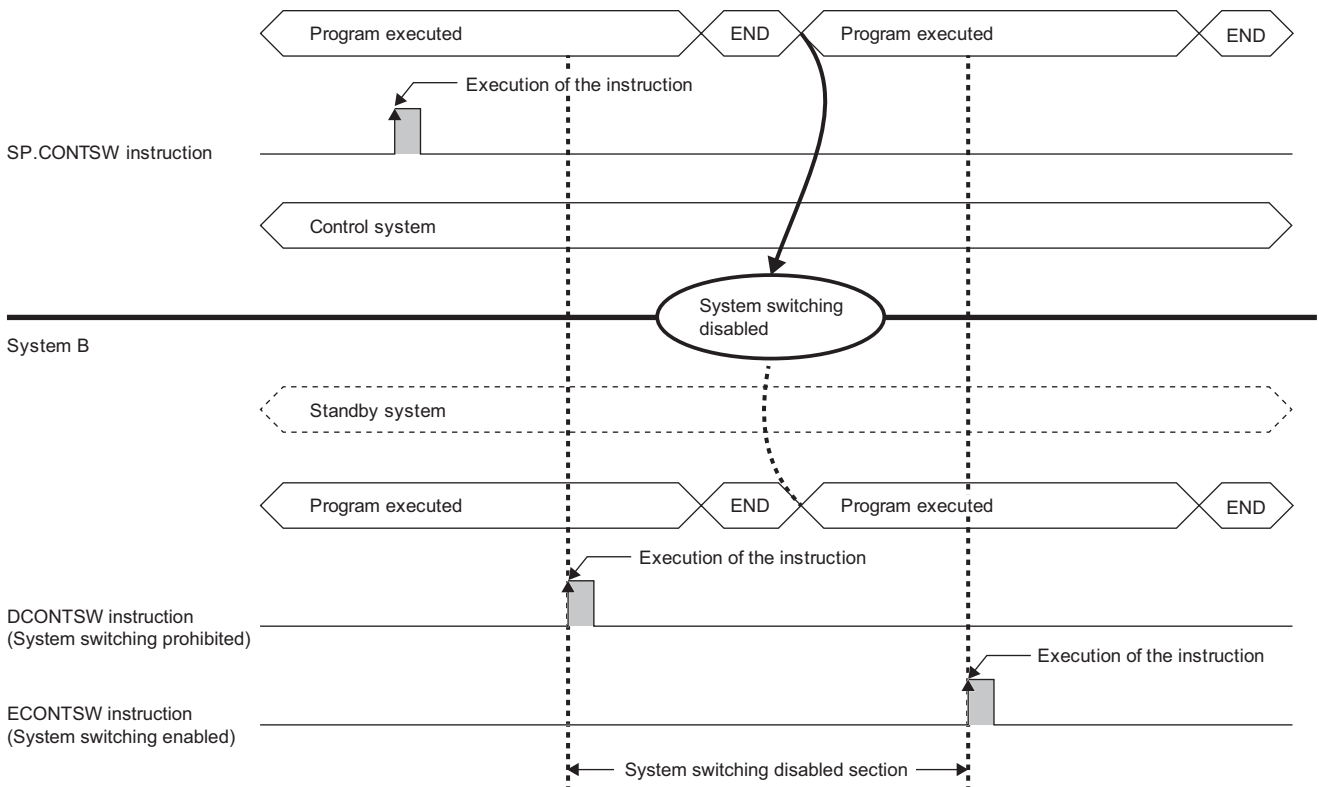 Program executed
END
Program executed
END
Execution of the instruction
SP.CONTSW instruction
Control system
System switching
disabled
System B
Standby system
Program executed
END
Program executed
END
Execution of the instruction
DCONTSW instruction
(System switching prohibited)
Execution of the instruction
ECONTSW instruction
(System switching enabled)
System switching disabled section